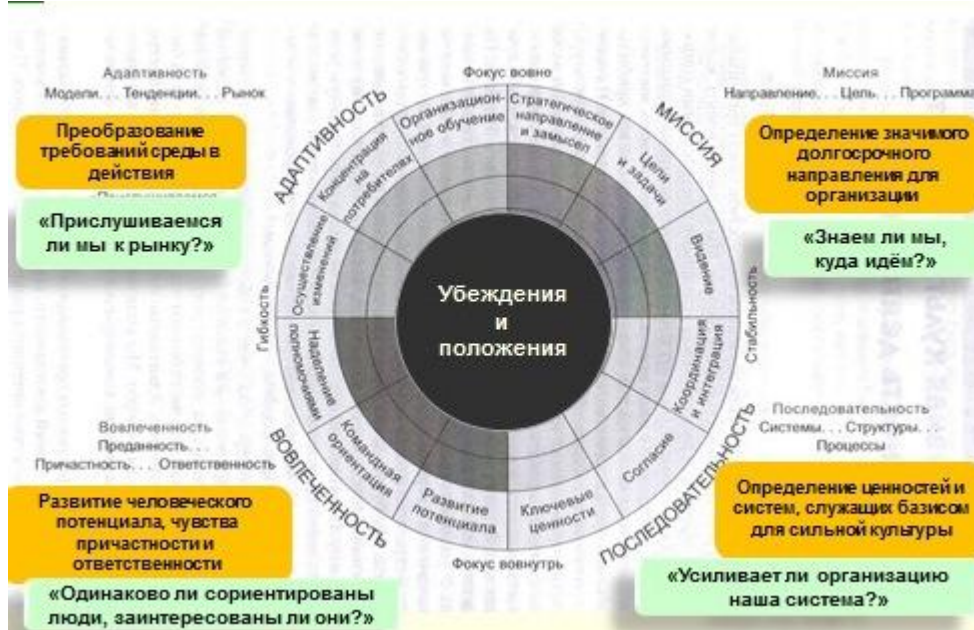 Адаптивность
Модели. . . Тенденции. . . Рынок
Преобразование
требований среды в
действия
«Прислушиваемся
ли мы к рынку?»
Миссия
Направление. . . Цель. . . Программа
Определение значимого
долгосрочного
направления для
организации
«Знаем ли мы,
куда идём?»
Фокус вовне
АДАПТИВНОСТЬ
МИССИЯ
Организацион-
ное обучение
Стратегическое
направление
и замысел
Концентрация
на
потребителях
Цели
и задачи
Осуществление
изменений
Видение
Гибкость
Убеждения
и
положения
Стабильность
Наделение
полномочиями
Координация
и интеграция
Командная
ориентация
Согласие
Развитие
потенциала
Ключевые
ценности
ВОВЛЕЧЕННОСТЬ
ПОСЛЕДОВАТЕЛЬНОСТЬ
Фокус вовнутрь
Вовлеченность
Преданность. . .
Причастность. . . Ответственность
Развитие человеческого
потенциала, чувства
причастности и
ответственности
«Одинаково ли сориентированы
люди, заинтересованы ли они?»
Последовательность
Системы. . . Структуры. . .
Процессы
Определение ценностей и
систем, служащих базисом
для сильной культуры
«Усиливает ли организацию
наша система?»